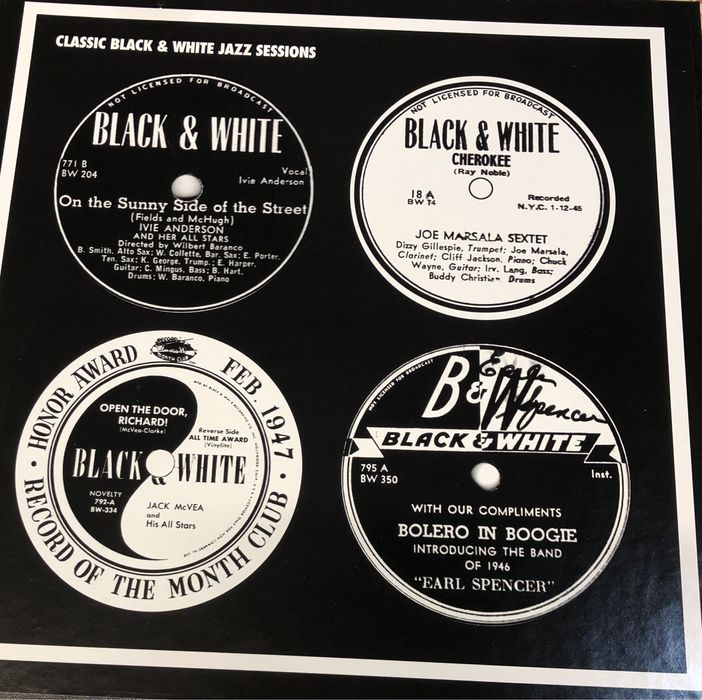 CLASSIC BLACK & WHITE JAZZ SESSIONS
NOT LICENSED FOR BROADCAST
BLACK & WHITE
771 B
BW 204
Vocal
Ivie Anderson
On the Sunny Side of the Street
(Fields and McHugh)
IVIE ANDERSON
AND HER ALL STARS
Directed by Wilbert Baranco
B. Smith, Alto Sax; W. Collette, Bar. Sax; E. Porter,
Ten. Sax; K. George, Trump.; E. Harper,
Guitar; C. Mingus, Bass; B. Hart,
Drums; W. Baranco, Piano
NOT LICENSED FOR BROADCAST
BLACK & WHITE
CHEROKEE
(Ray Noble)
18 A
BW 74
Recorded
N.Y.C. 1-12-45
JOE MARSALA SEXTET
Dizzy Gillespie, Trumpet; Joe Marsala,
Clarinet; Cliff Jackson, Piano; Chuck
Wayne, Guitar; Irv. Lang, Bass;
Buddy Christian, Drums
HONOR AWARD
FEB. 1947
RECORD OF THE MONTH CLUB
OPEN THE DOOR,
RICHARD!
(McVea-Clarke)
Reverse Side
ALL TIME AWARD
(Vinylite)
BLACK & WHITE
NOVELTY
792-A
BW-334
JACK McVEA
and
His All Stars
NOT LICENSED FOR BROADCAST
B & W
Earl Spencer
BLACK & WHITE
795 A
BW 350
Inst.
WITH OUR COMPLIMENTS
BOLERO IN BOOGIE
INTRODUCING THE BAND
OF 1946
"EARL SPENCER"